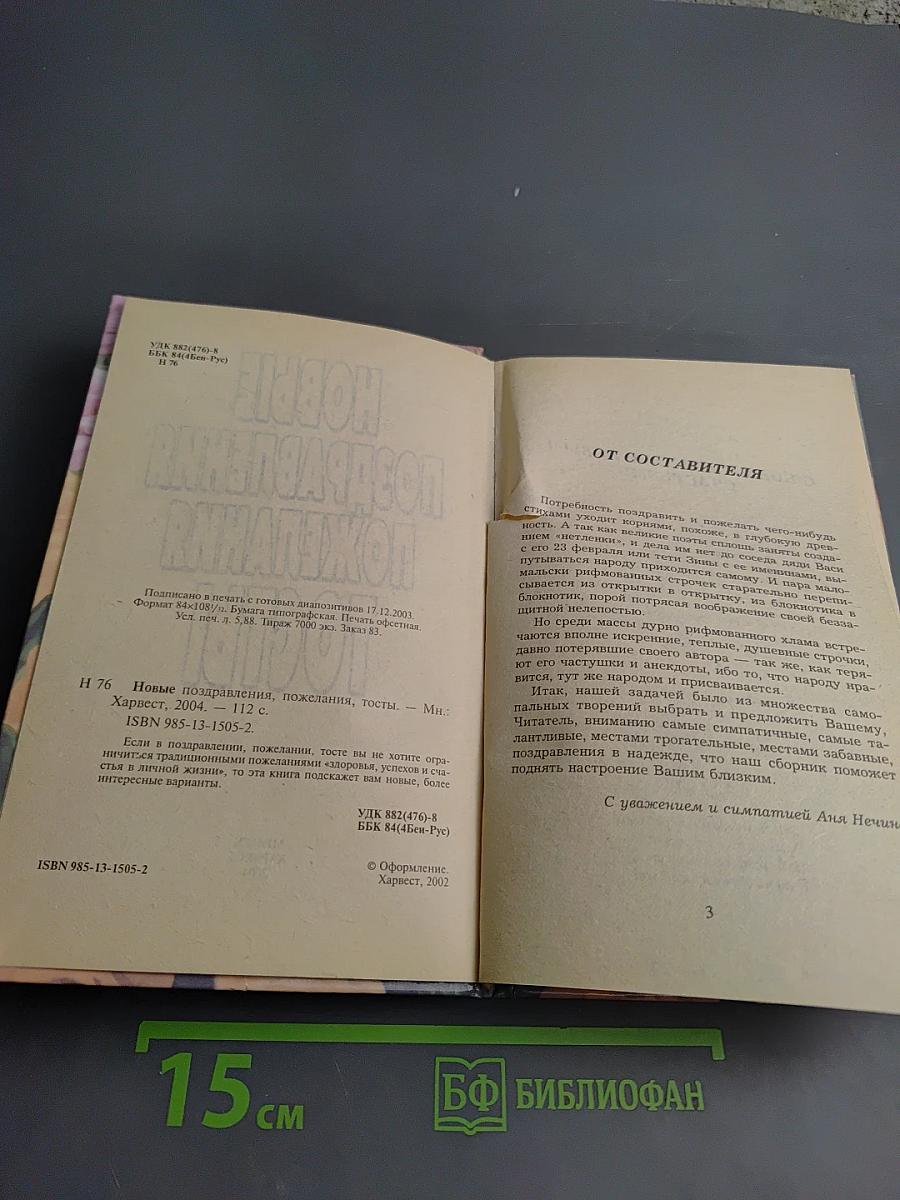 УДК 882(476)-8
ББК 84(4Беи-Рус)
Н 76
НОВЫЕ
ПОЗДРАВЛЕНИЯ
ПОЖЕЛАНИЯ
ТОСТЫ
Подписано в печать с готовых диапозитивов 17.12.2003.
Формат 84×108¹/₃₂. Бумага типографская. Печать офсетная.
Усл. печ. л. 5,88. Тираж 7000 экз. Заказ 83.
Н 76 Новые поздравления, пожелания, тосты. — Мн.:
Харвест, 2004. — 112 с.
ISBN 985-13-1505-2.
Если в поздравлении, пожелании, тосте вы не хотите огра-
ничиться традиционными пожеланиями «здоровья, успехов и сча-
стья в личной жизни», то эта книга подскажет вам новые, более
интересные варианты.
УДК 882(476)-8
ББК 84(4Беи-Рус)
ISBN 985-13-1505-2
© Оформление.
Харвест, 2002
ОТ СОСТАВИТЕЛЯ
Потребность поздравить и пожелать чего-нибудь
стихами уходит корнями, похоже, в глубокую древ-
ность. А так как великие поэты сплошь заняты созда-
нием «нетленки», и дела им нет до соседа дяди Васи
с его 23 февраля или тети Зины с ее именинами, вы-
путываться народу приходится самому. И пара мало-
мальски рифмованных строчек старательно перепи-
сывается из открытки в открытку, из блокнотика в
блокнотик, порой потрясая воображение своей безза-
щитной нелепостью.
Но среди массы дурно рифмованного хлама встре-
чаются вполне искренние, теплые, душевные строчки,
давно потерявшие своего автора — так же, как теря-
ют его частушки и анекдоты, ибо то, что народу нра-
вится, тут же народом и присваивается.
Итак, нашей задачей было из множества само-
пальных творений выбрать и предложить Вашему,
Читатель, вниманию самые симпатичные, самые та-
лантливые, местами трогательные, местами забавные,
поздравления в надежде, что наш сборник поможет
поднять настроение Вашим близким.
С уважением и симпатией Аня Нечин
3
15 см
БФ БИБЛИОФАН